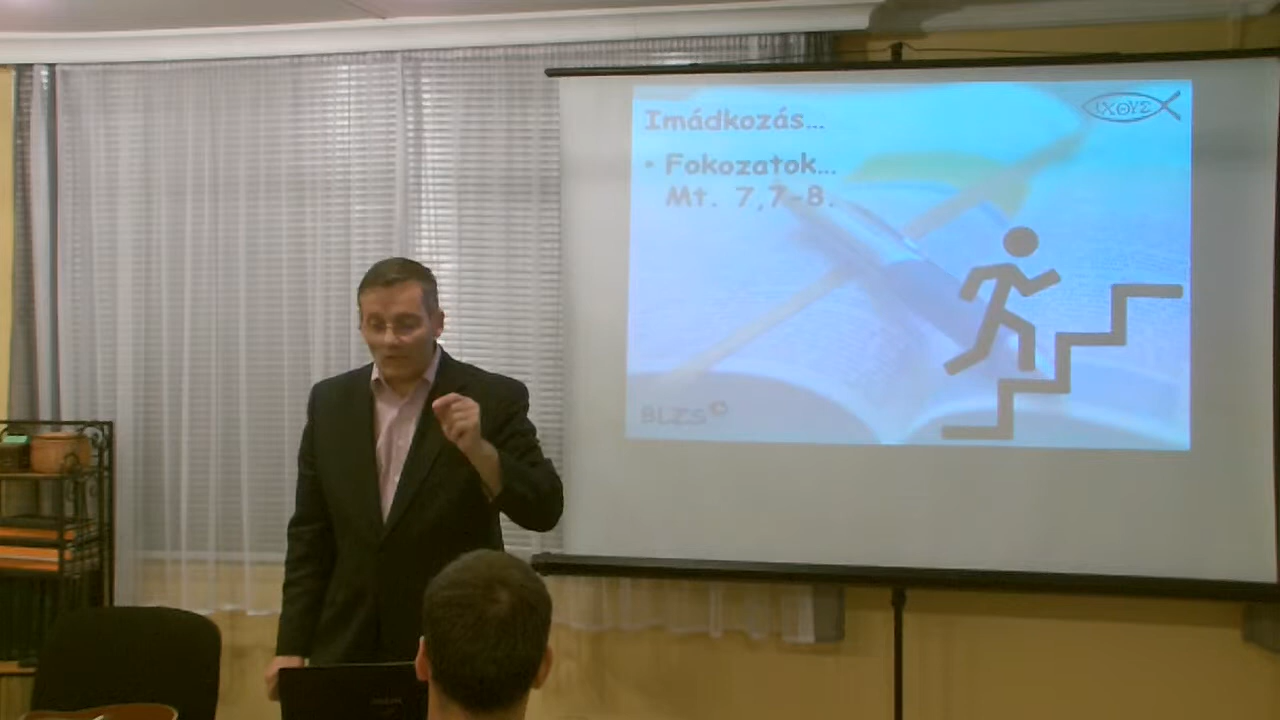 Imádkozás...
ΙΧΘΥΣ
• Fokozatok...
Mt. 7,7-8.
BLZS©